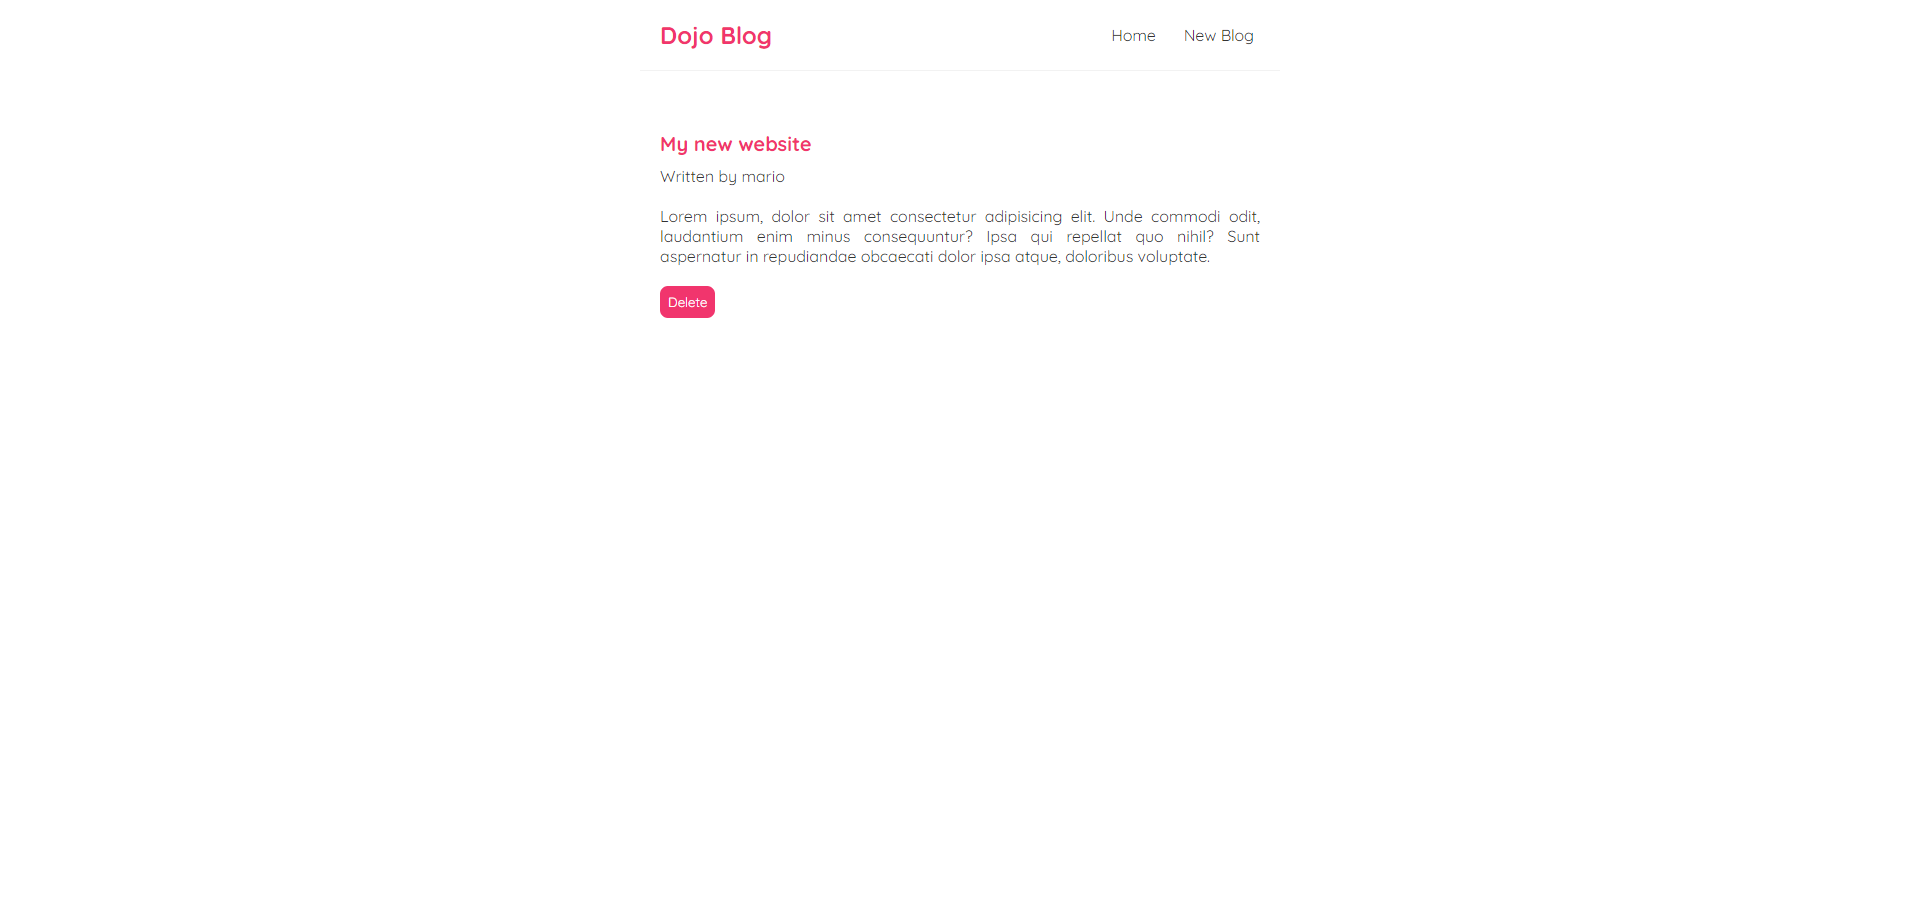 Dojo Blog
Home
New Blog
My new website
Written by mario
Lorem ipsum, dolor sit amet consectetur adipisicing elit. Unde commodi odit,
laudantium enim minus consequuntur? Ipsa qui repellat quo nihil? Sunt
aspernatur in repudiandae obcaecati dolor ipsa atque, doloribus voluptate.
Delete